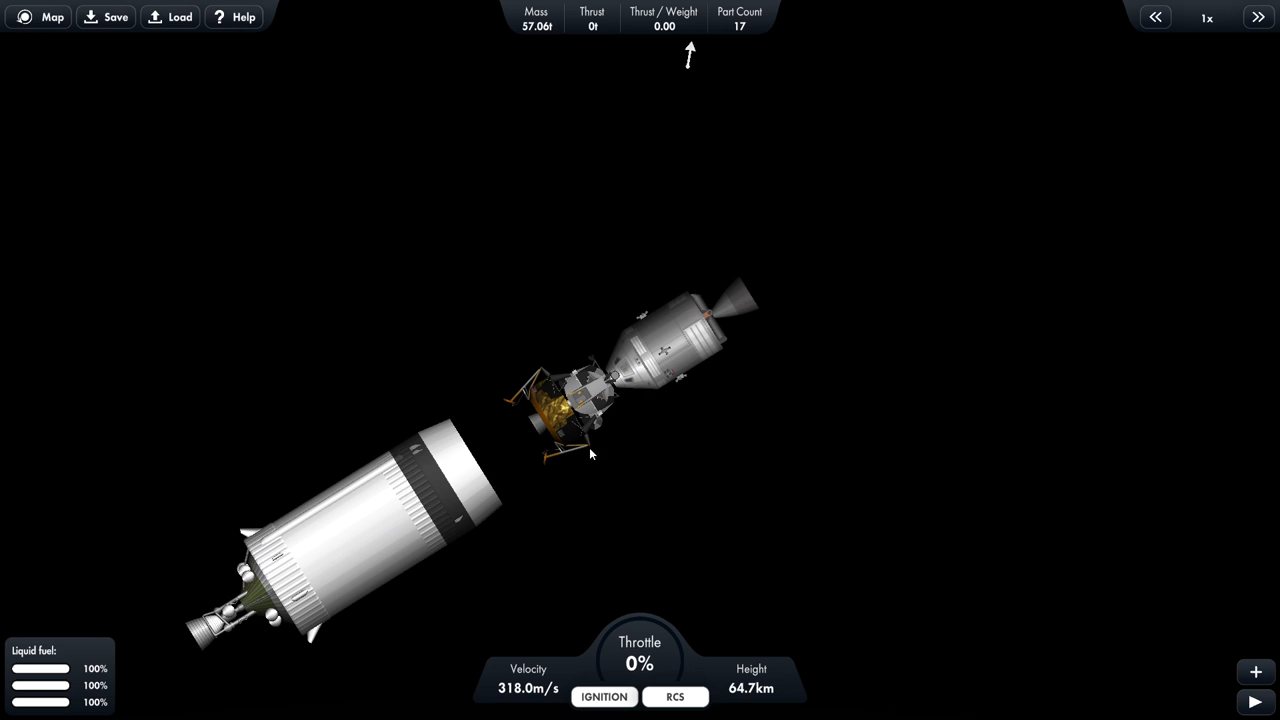 Map Save Load Help
Mass Thrust Thrust / Weight Part Count
57.06t 0t 0.00 17
1x
Liquid fuel:
100%
100%
100%
Throttle
0%
Velocity Height
318.0m/s IGNITION RCS 64.7km